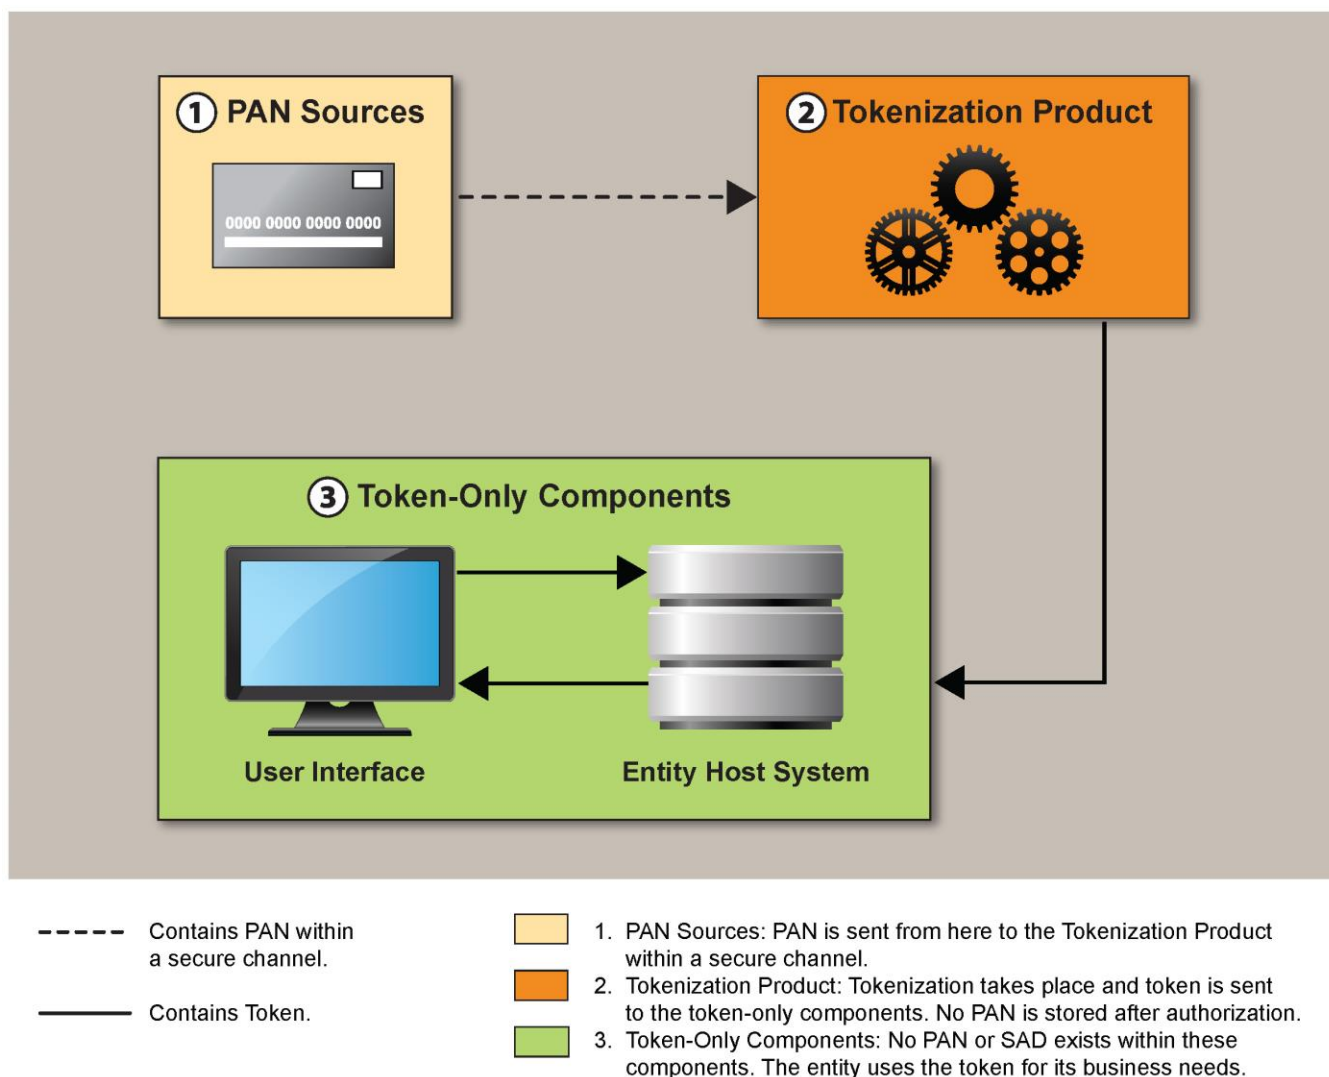 1 PAN Sources
0000 0000 0000 0000
2 Tokenization Product
3 Token-Only Components
User Interface
Entity Host System
Contains PAN within
a secure channel.
Contains Token.
1. PAN Sources: PAN is sent from here to the Tokenization Product
within a secure channel.
2. Tokenization Product: Tokenization takes place and token is sent
to the token-only components. No PAN is stored after authorization.
3. Token-Only Components: No PAN or SAD exists within these
components. The entity uses the token for its business needs.